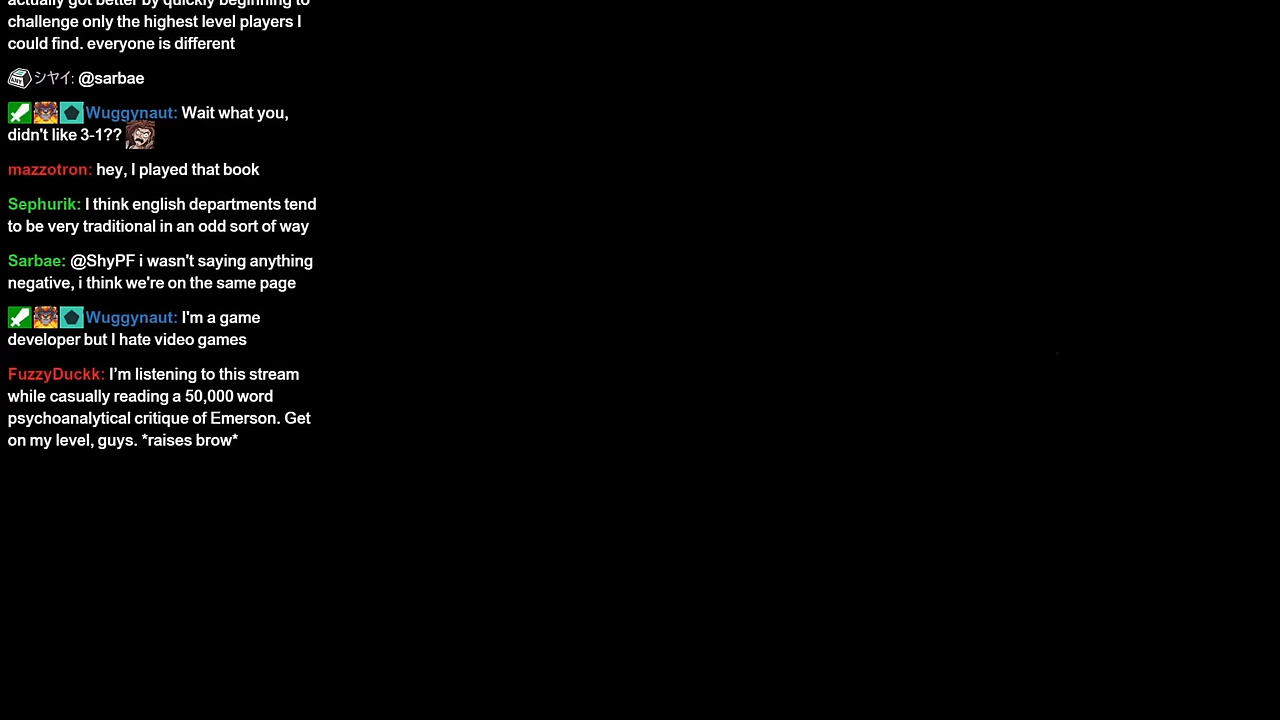 actually got better by quickly beginning to
challenge only the highest level players I
could find. everyone is different
シヤイ: @sarbae
Wuggynaut: Wait what you,
didn't like 3-1??
mazzotron: hey, I played that book
Sephurik: I think english departments tend
to be very traditional in an odd sort of way
Sarbae: @ShyPF i wasn't saying anything
negative, i think we're on the same page
Wuggynaut: I'm a game
developer but I hate video games
FuzzyDuckk: I’m listening to this stream
while casually reading a 50,000 word
psychoanalytical critique of Emerson. Get
on my level, guys. *raises brow*